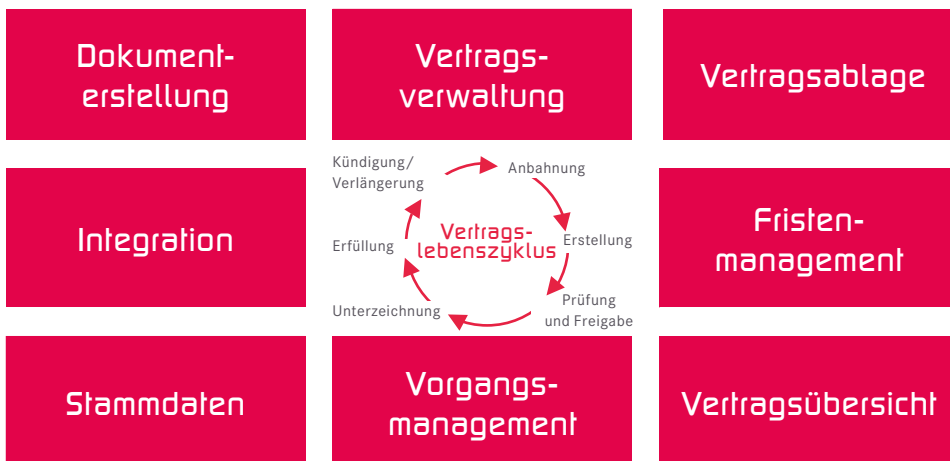 Dokument-
erstellung
Vertrags-
verwaltung
Vertragsablage
Integration
Kündigung/
Verlängerung
Anbahnung
Erstellung
Prüfung
und Freigabe
Unterzeichnung
Erfüllung
Vertrags-
lebenszyklus
Fristen-
management
Stammdaten
Vorgangs-
management
Vertragsübersicht